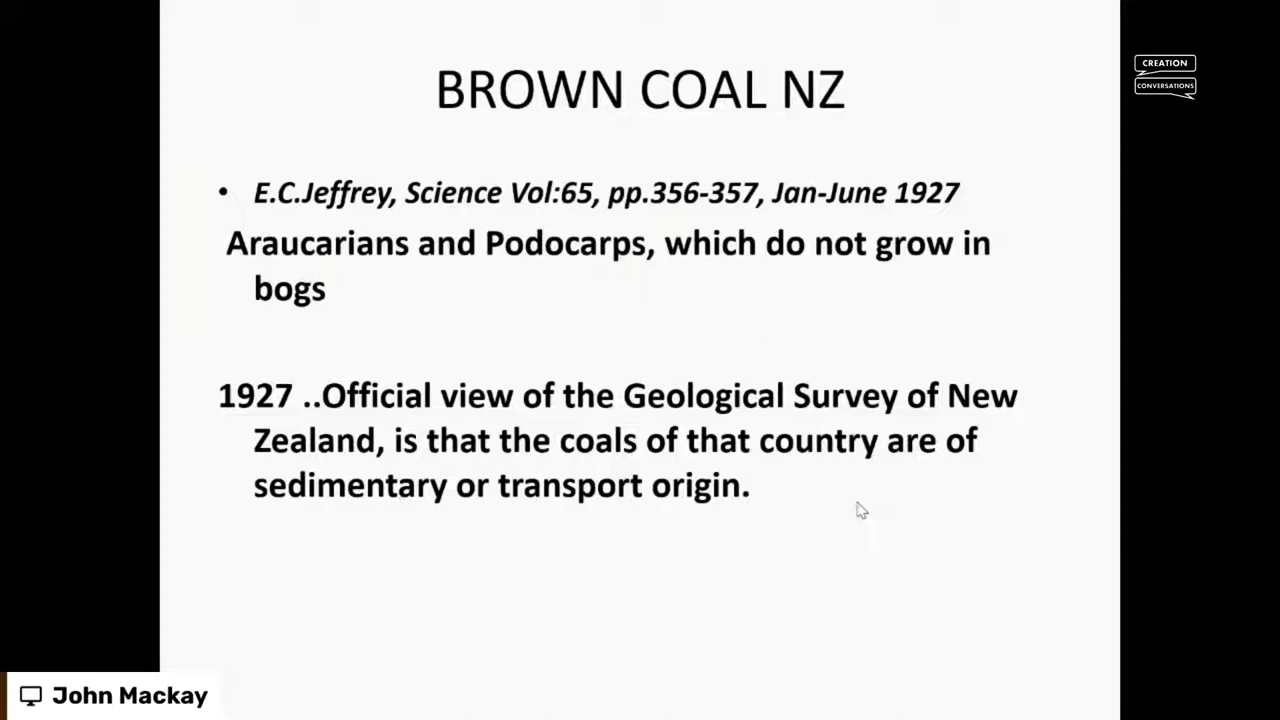 CREATION
CONVERSATIONS
BROWN COAL NZ
• E.C.Jeffrey, Science Vol:65, pp.356-357, Jan-June 1927
Araucarians and Podocarps, which do not grow in
bogs
1927 ..Official view of the Geological Survey of New
Zealand, is that the coals of that country are of
sedimentary or transport origin.
John Mackay